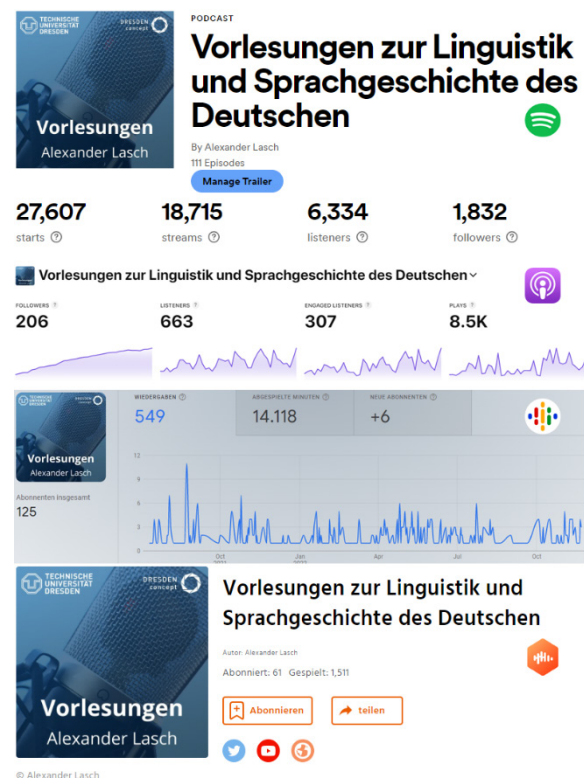 TECHNISCHE
UNIVERSITÄT
DRESDEN
DRESDEN
concept
Vorlesungen
Alexander Lasch
PODCAST
Vorlesungen zur Linguistik
und Sprachgeschichte des
Deutschen
By Alexander Lasch
111 Episodes
Manage Trailer
27,607
starts
18,715
streams
6,334
listeners
1,832
followers
Vorlesungen zur Linguistik und Sprachgeschichte des Deutschen
FOLLOWERS
206
LISTENERS
663
ENGAGED LISTENERS
307
PLAYS
8.5K
Vorlesungen
Alexander Lasch
Abonnenten insgesamt
125
WIEDERGABEN
549
ABGESPIELTE MINUTEN
14.118
NEUE ABONNENTEN
+6
12
9
6
3
0
Oct
Jan
Apr
Jul
Oct
TECHNISCHE
UNIVERSITÄT
DRESDEN
DRESDEN
concept
Vorlesungen
Alexander Lasch
Vorlesungen zur Linguistik und
Sprachgeschichte des Deutschen
Autor: Alexander Lasch
Abonniert: 61 Gespielt: 1,511
Abonnieren
teilen
© Alexander Lasch